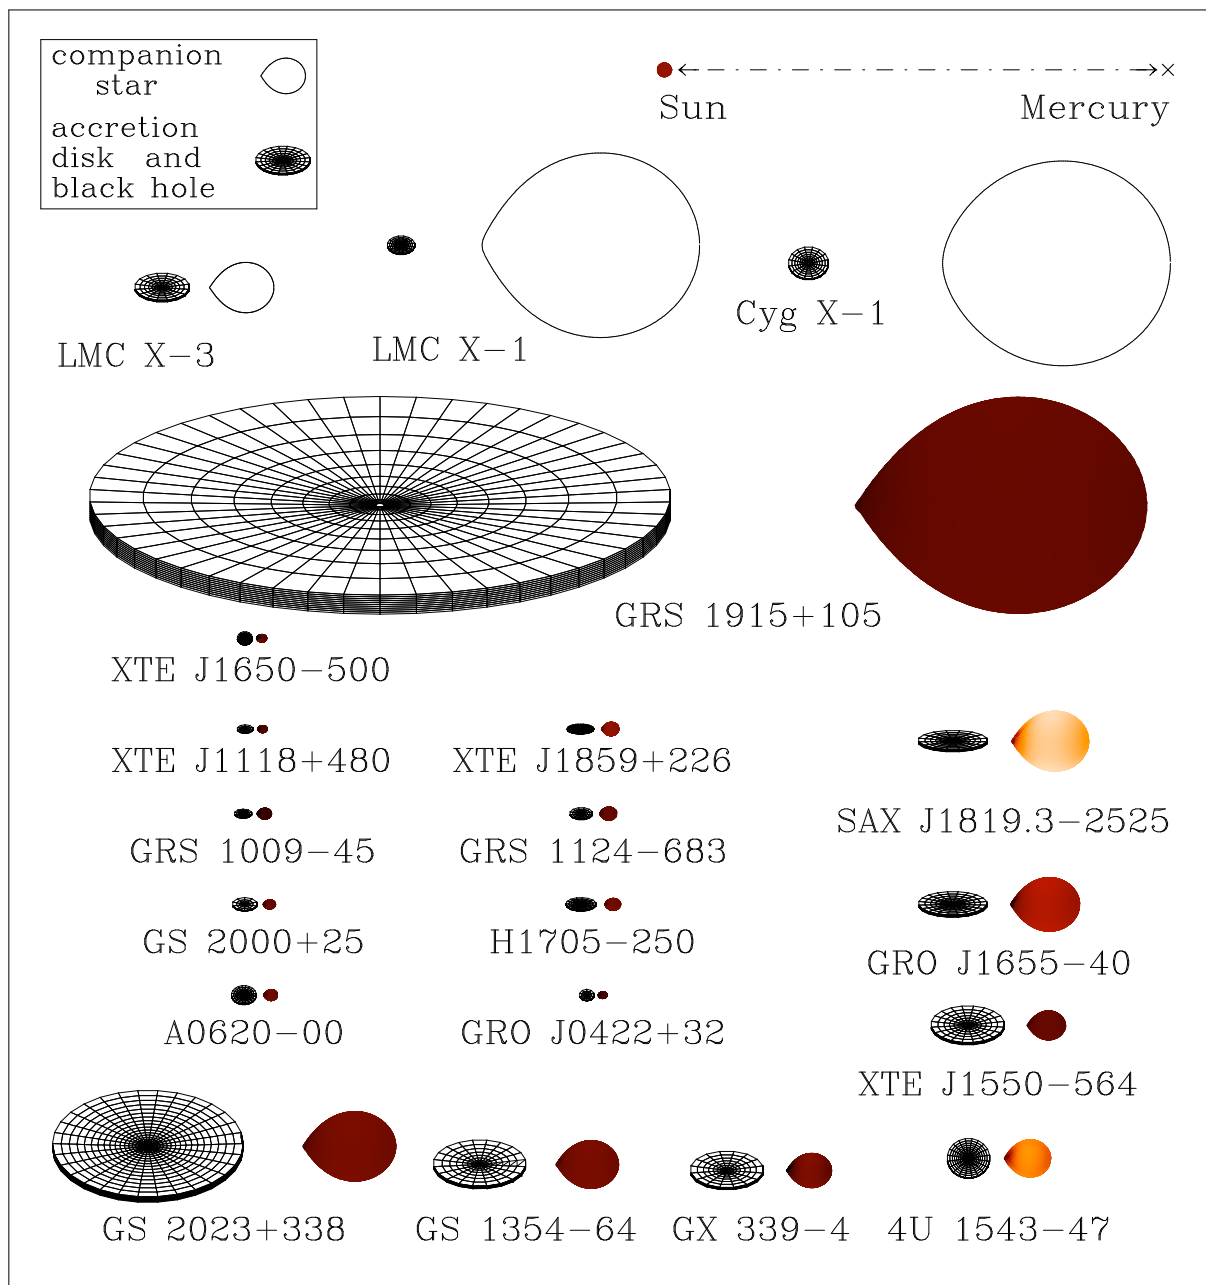 companion
star
accretion
disk and
black hole
Sun
Mercury
LMC X−3
LMC X−1
Cyg X−1
GRS 1915+105
XTE J1650−500
XTE J1118+480
XTE J1859+226
SAX J1819.3−2525
GRS 1009−45
GRS 1124−683
GS 2000+25
H1705−250
GRO J1655−40
A0620−00
GRO J0422+32
XTE J1550−564
GS 2023+338
GS 1354−64
GX 339−4
4U 1543−47